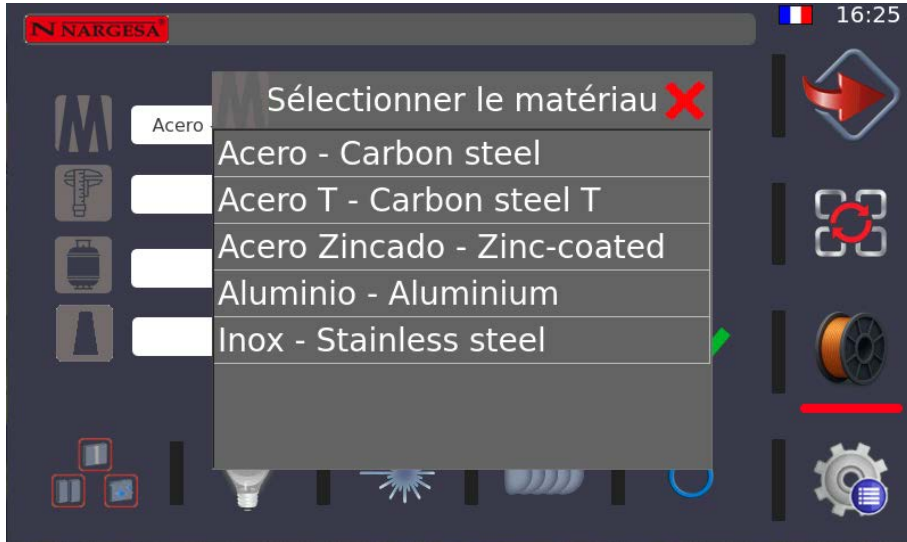 N NARGESA
16:25
Sélectionner le matériau
Acero -
Acero - Carbon steel
Acero T - Carbon steel T
Acero Zincado - Zinc-coated
Aluminio - Aluminium
Inox - Stainless steel